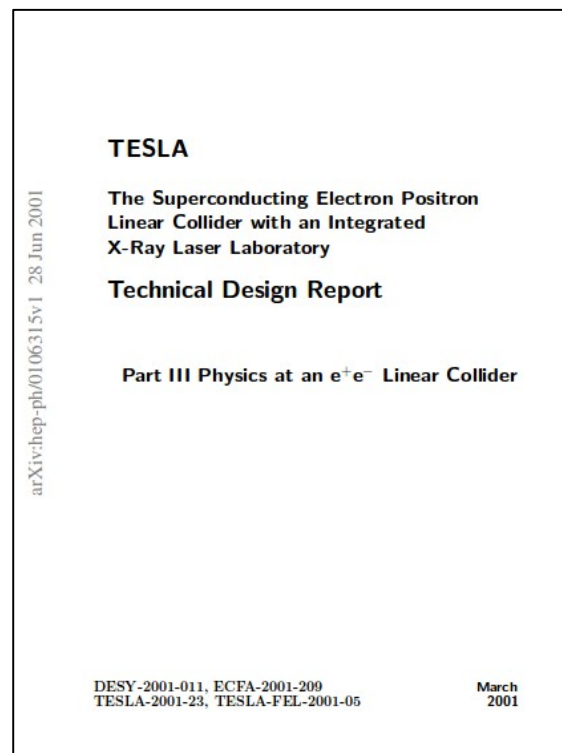 TESLA
The Superconducting Electron Positron
Linear Collider with an Integrated
X-Ray Laser Laboratory
Technical Design Report
Part III Physics at an e⁺e⁻ Linear Collider
arXiv:hep-ph/0106315v1 28 Jun 2001
DESY-2001-011, ECFA-2001-209
TESLA-2001-23, TESLA-FEL-2001-05
March
2001